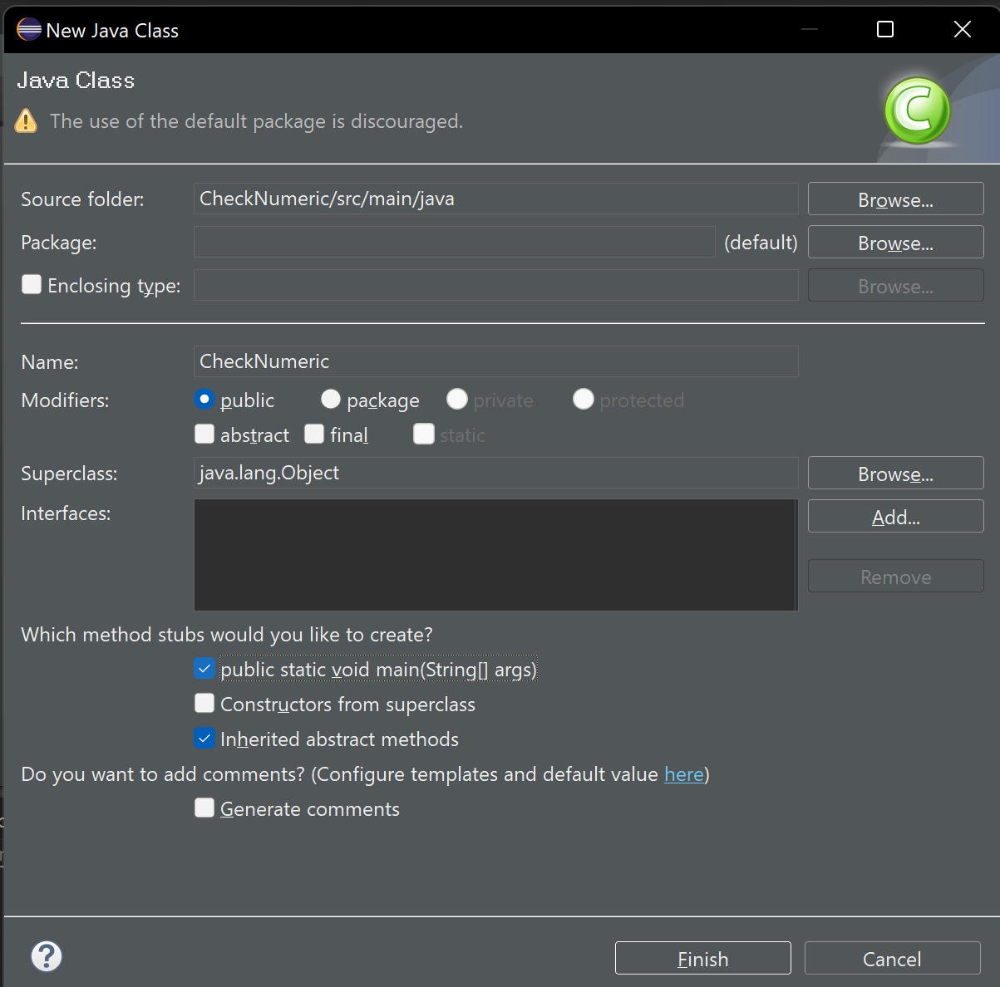 New Java Class
Java Class
The use of the default package is discouraged.
Source folder: CheckNumeric/src/main/java Browse...
Package: (default) Browse...
Enclosing type: Browse...
Name: CheckNumeric
Modifiers: public package private protected
abstract final static
Superclass: java.lang.Object Browse...
Interfaces: Add...
Remove
Which method stubs would you like to create?
public static void main(String[] args)
Constructors from superclass
Inherited abstract methods
Do you want to add comments? (Configure templates and default value here)
Generate comments
Finish Cancel